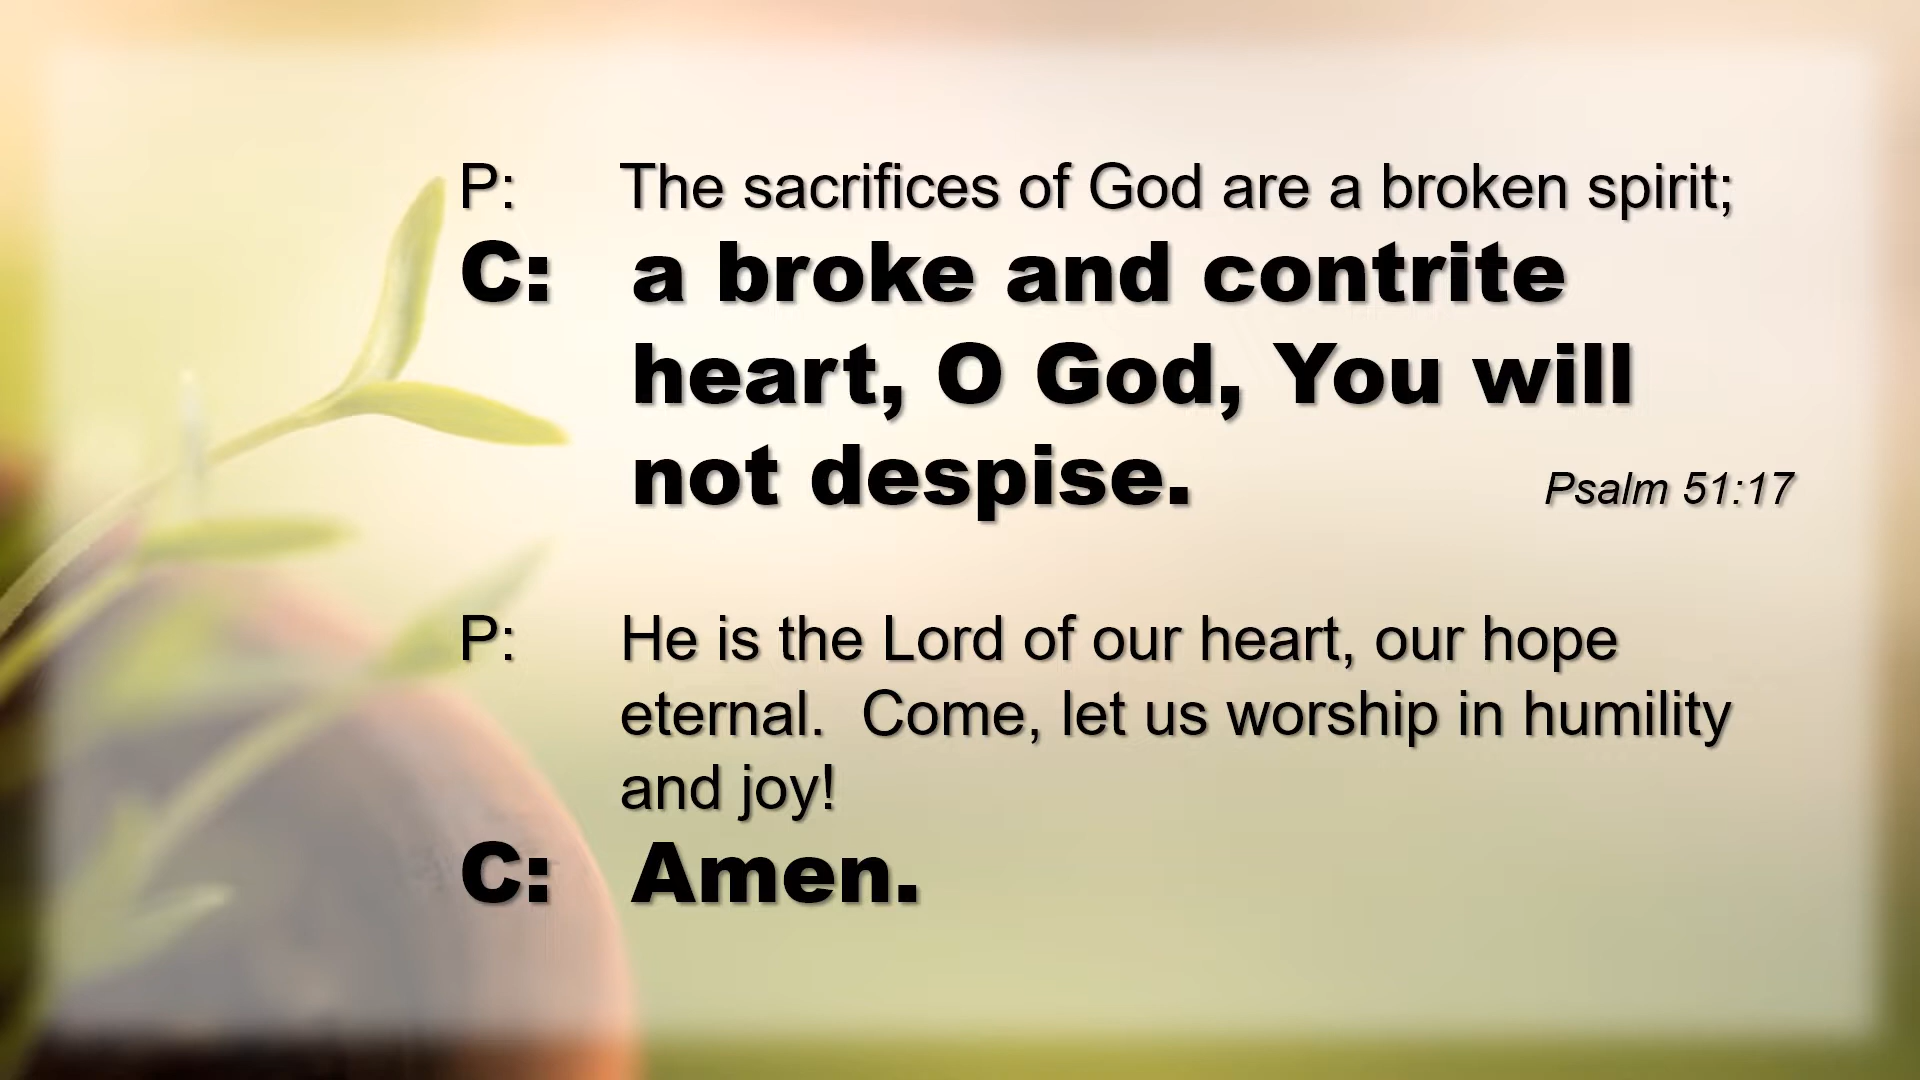 P: The sacrifices of God are a broken spirit;
C: a broke and contrite
heart, O God, You will
not despise. Psalm 51:17
P: He is the Lord of our heart, our hope
eternal. Come, let us worship in humility
and joy!
C: Amen.